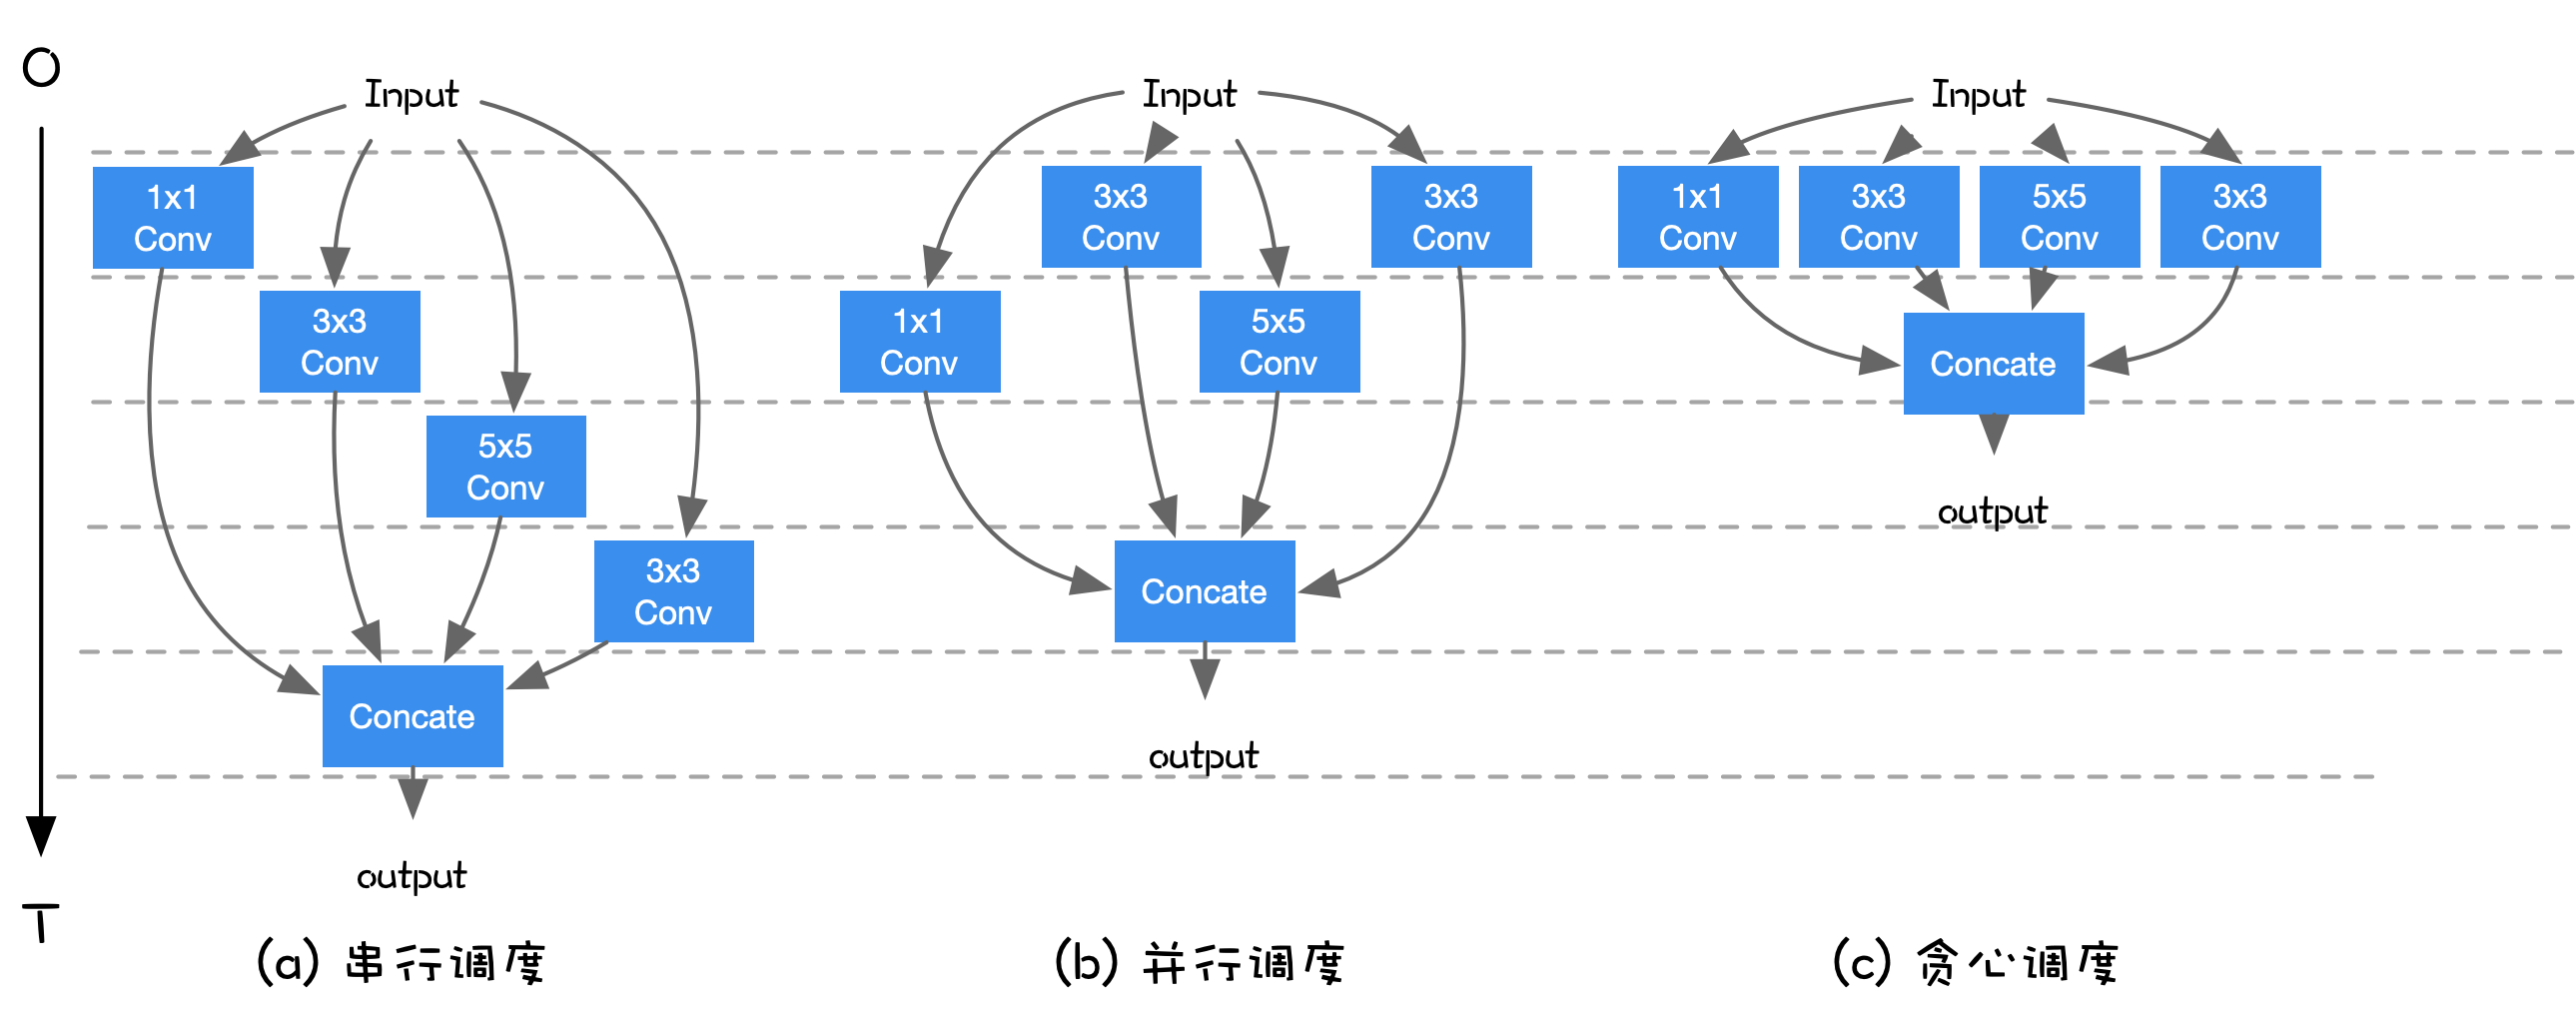 O
Input
1x1
Conv
3x3
Conv
5x5
Conv
3x3
Conv
Concate
output
T
(a) 串行调度
Input
3x3
Conv
3x3
Conv
1x1
Conv
5x5
Conv
Concate
output
(b) 并行调度
Input
1x1
Conv
3x3
Conv
5x5
Conv
3x3
Conv
Concate
output
(c) 贪心调度